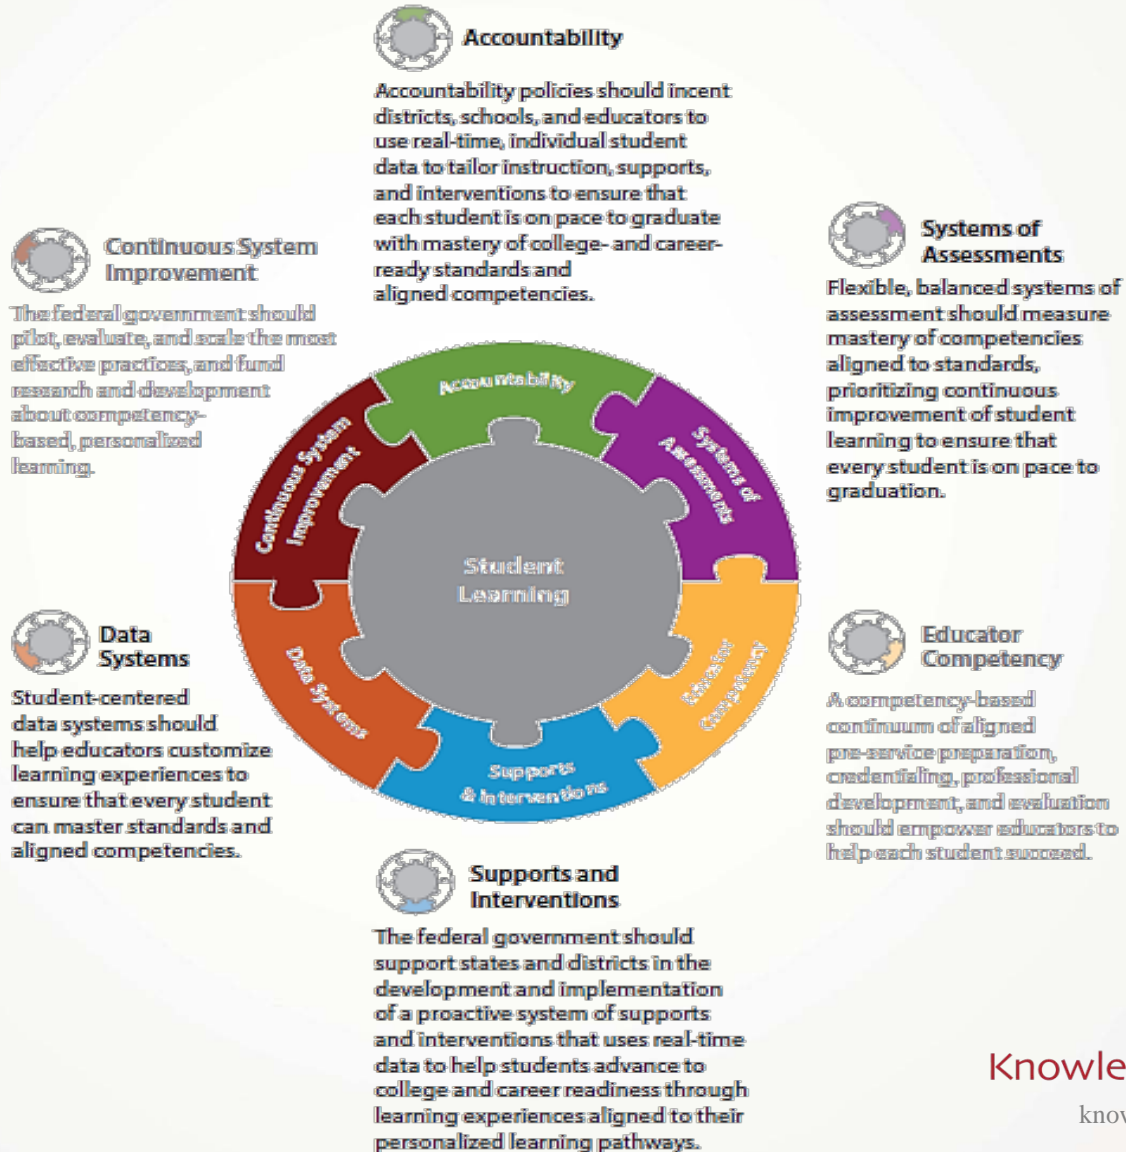 Accountability
Accountability policies should incent
districts, schools, and educators to
use real-time, individual student
data to tailor instruction, supports,
and interventions to ensure that
each student is on pace to graduate
with mastery of college- and career-
ready standards and
aligned competencies.
Continuous System
Improvement
The federal government should
pilot, evaluate, and scale the most
effective practices, and fund
research and development
about competency-
based, personalized
learning.
Systems of
Assessments
Flexible, balanced systems of
assessment should measure
mastery of competencies
aligned to standards,
prioritizing continuous
improvement of student
learning to ensure that
every student is on pace to
graduation.
Accountability
Systems of
Assessments
Continuous System
Improvement
Student
Learning
Educator
Competency
Data Systems
Supports
& Interventions
Data
Systems
Student-centered
data systems should
help educators customize
learning experiences to
ensure that every student
can master standards and
aligned competencies.
Educator
Competency
A competency-based
continuum of aligned
pre-service preparation,
credentialing, professional
development, and evaluation
should empower educators to
help each student succeed.
Supports and
Interventions
The federal government should
support states and districts in the
development and implementation
of a proactive system of supports
and interventions that uses real-time
data to help students advance to
college and career readiness through
learning experiences aligned to their
personalized learning pathways.
Knowle
know